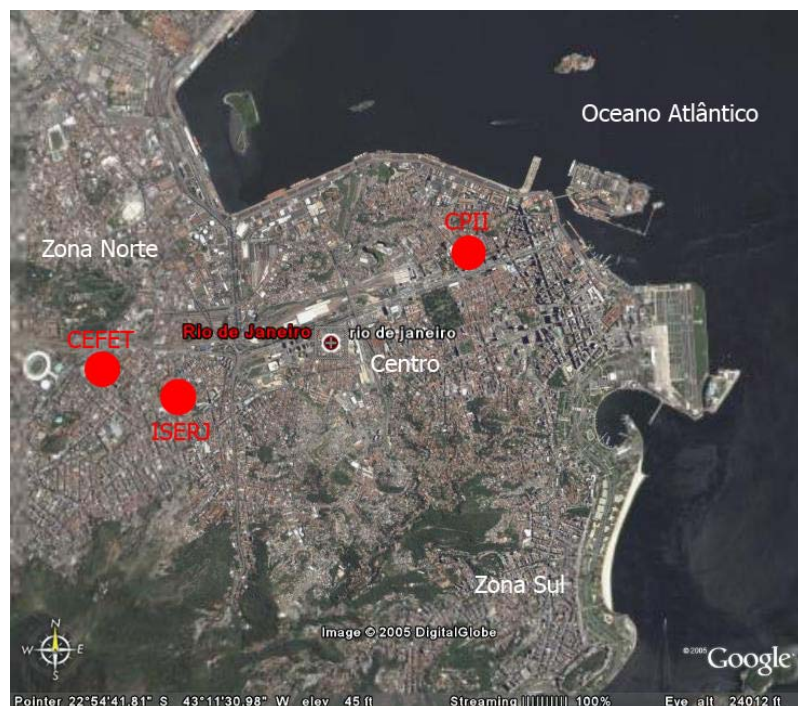 Oceano Atlântico
CPII
Zona Norte
Rio de Janeiro
rio de janeiro
CEFET
Centro
ISERJ
Zona Sul
N
W E
S
Image © 2005 DigitalGlobe
©2005 Google
Pointer 22°54'41.81" S 43°11'30.98" W elev 45 ft Streaming |||||||||| 100% Eye alt 24012 ft